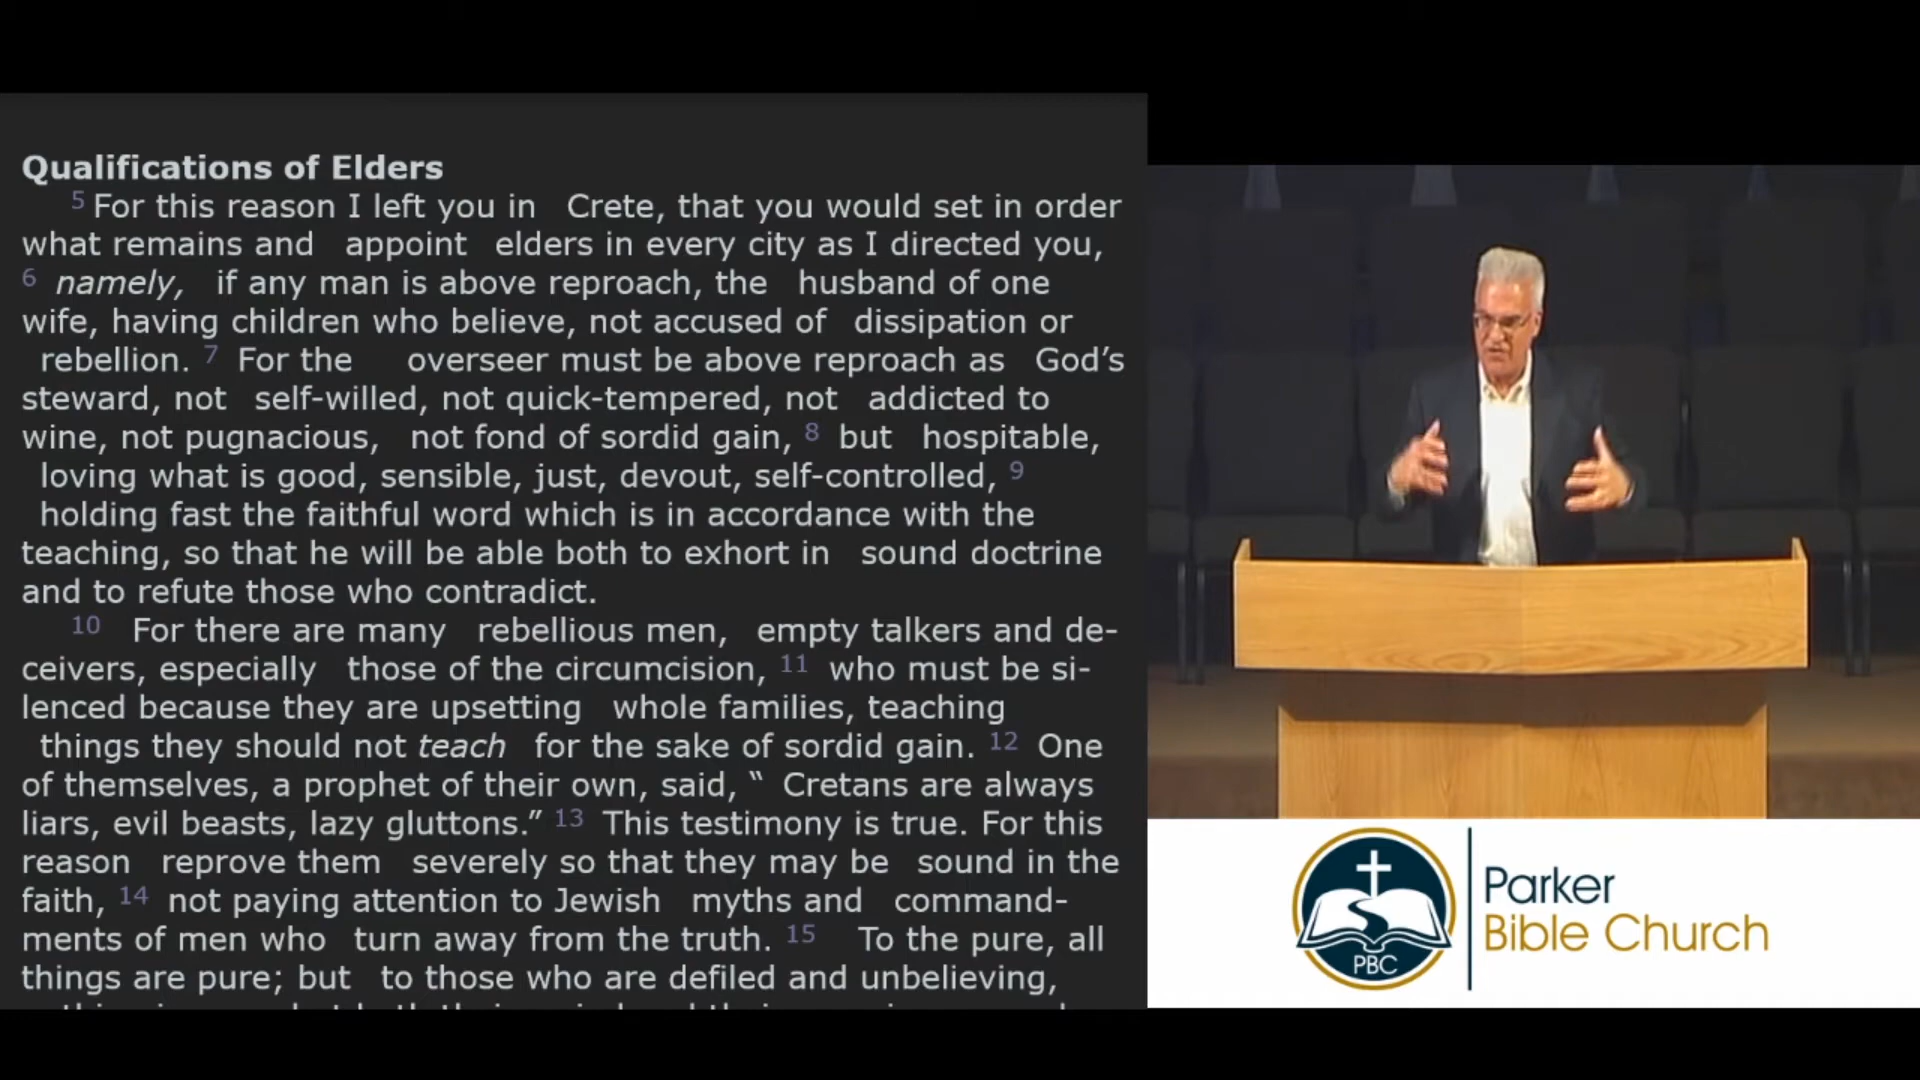 Qualifications of Elders
5 For this reason I left you in Crete, that you would set in order
what remains and appoint elders in every city as I directed you,
6 namely, if any man is above reproach, the husband of one
wife, having children who believe, not accused of dissipation or
rebellion. 7 For the overseer must be above reproach as God’s
steward, not self-willed, not quick-tempered, not addicted to
wine, not pugnacious, not fond of sordid gain, 8 but hospitable,
loving what is good, sensible, just, devout, self-controlled, 9
holding fast the faithful word which is in accordance with the
teaching, so that he will be able both to exhort in sound doctrine
and to refute those who contradict.
10 For there are many rebellious men, empty talkers and de-
ceivers, especially those of the circumcision, 11 who must be si-
lenced because they are upsetting whole families, teaching
things they should not teach for the sake of sordid gain. 12 One
of themselves, a prophet of their own, said, “ Cretans are always
liars, evil beasts, lazy gluttons.” 13 This testimony is true. For this
reason reprove them severely so that they may be sound in the
faith, 14 not paying attention to Jewish myths and command-
ments of men who turn away from the truth. 15 To the pure, all
things are pure; but to those who are defiled and unbelieving,
PBC
Parker
Bible Church